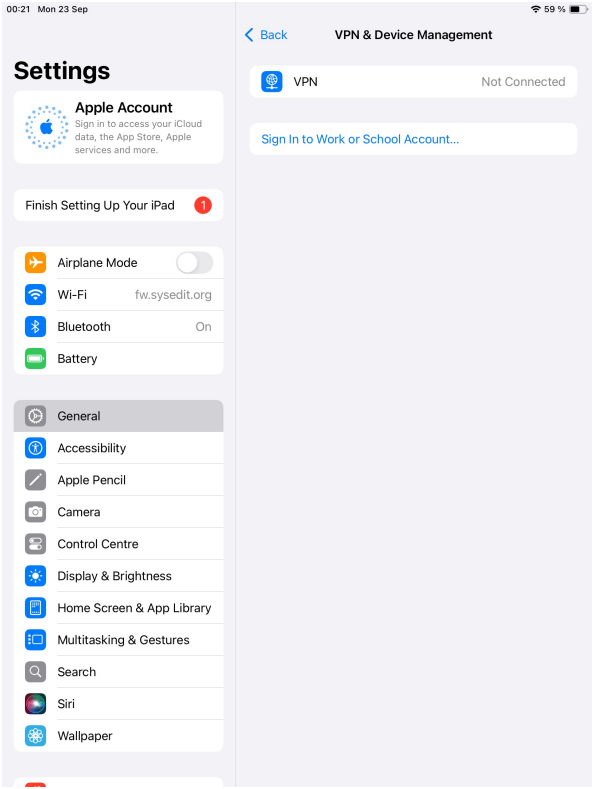 00:21 Mon 23 Sep
59 %
Settings
Apple Account
Sign in to access your iCloud
data, the App Store, Apple
services and more.
Finish Setting Up Your iPad 1
Airplane Mode
Wi-Fi fw.sysedit.org
Bluetooth On
Battery
General
Accessibility
Apple Pencil
Camera
Control Centre
Display & Brightness
Home Screen & App Library
Multitasking & Gestures
Search
Siri
Wallpaper
Back
VPN & Device Management
VPN Not Connected
Sign In to Work or School Account...